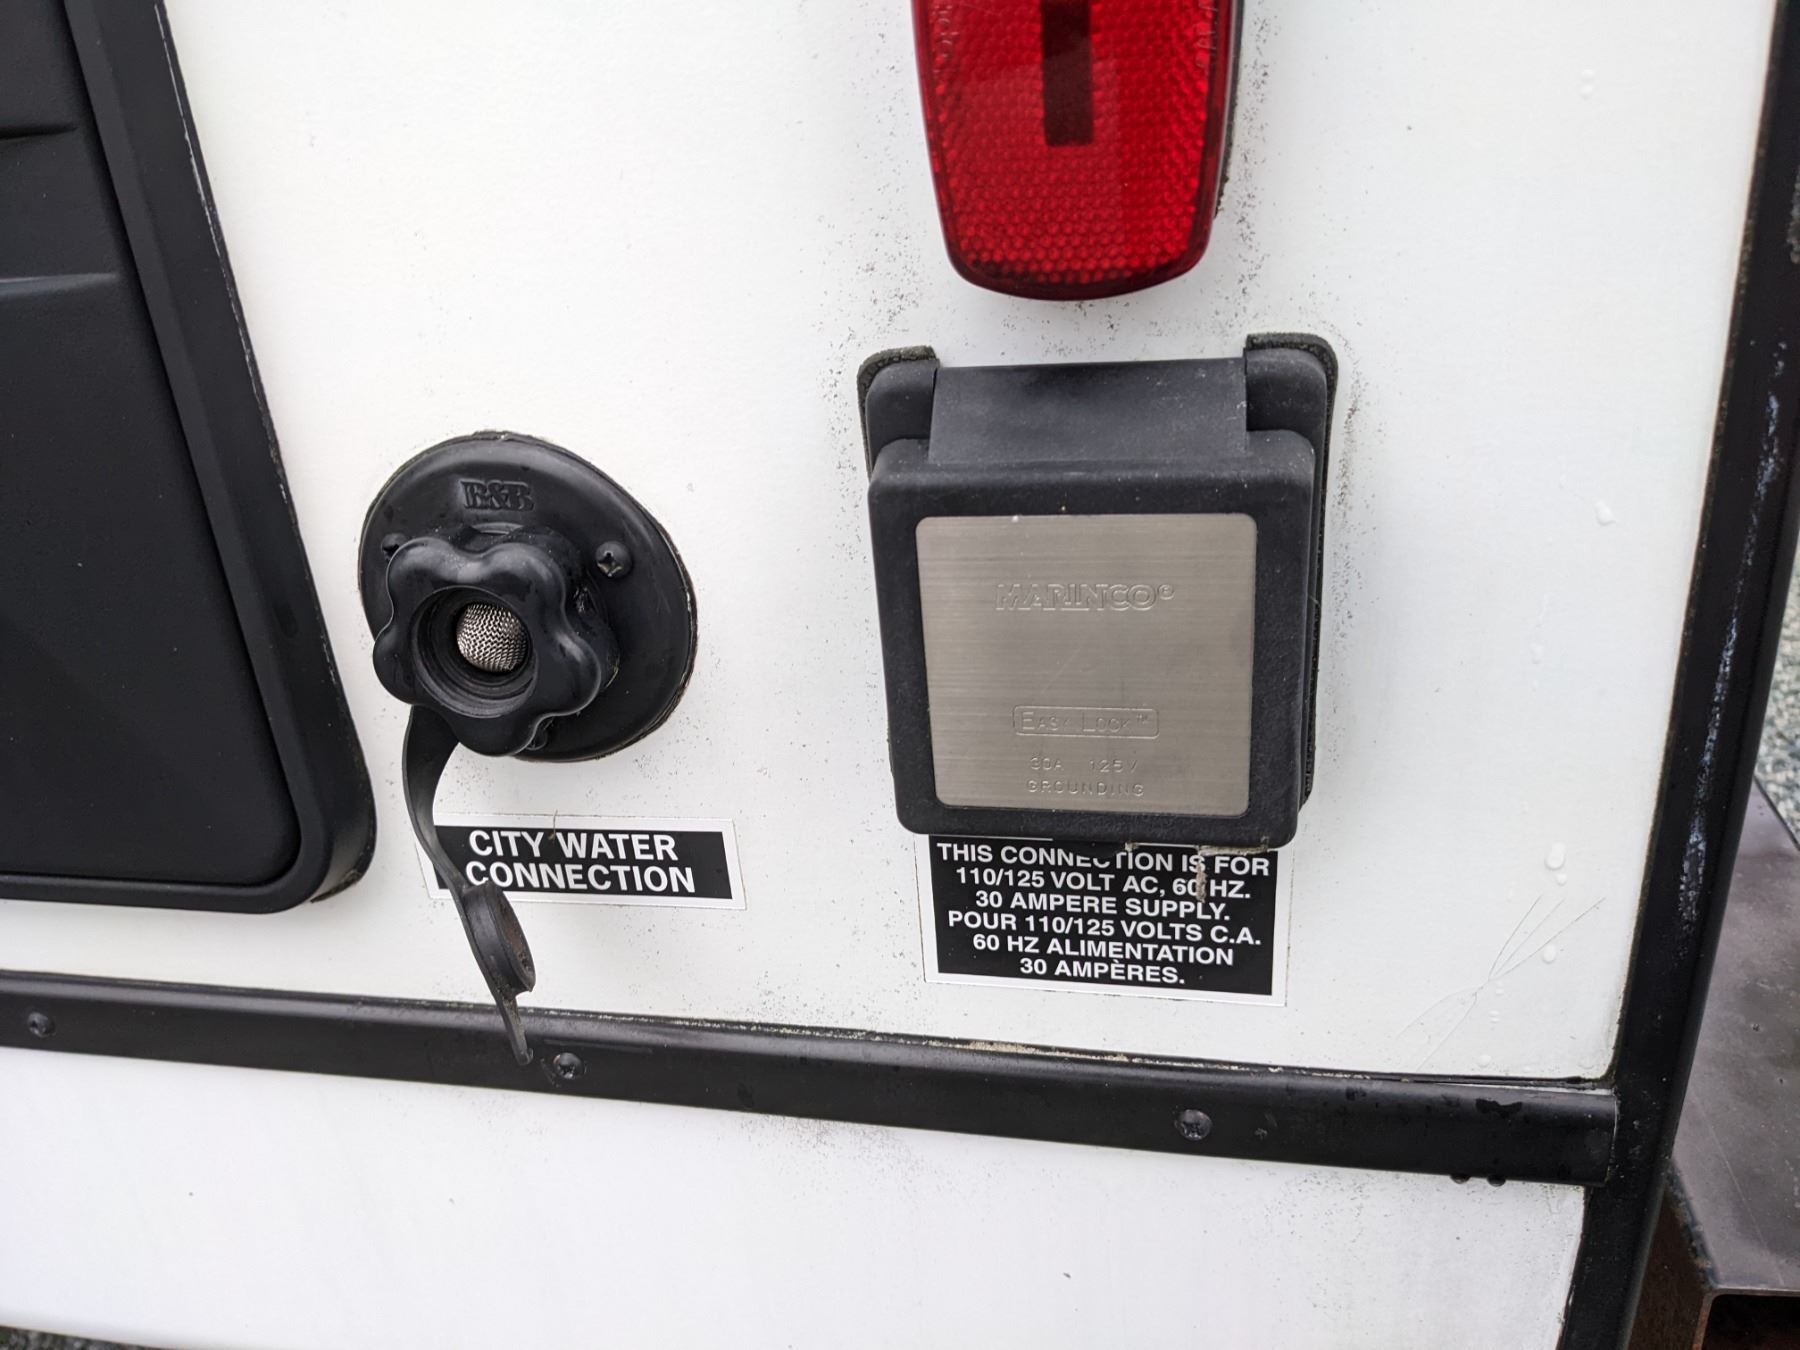 B&B
MARINCO®
EASY LOCK™
30A 125V
GROUNDING
CITY WATER
CONNECTION
THIS CONNECTION IS FOR
110/125 VOLT AC, 60 HZ.
30 AMPERE SUPPLY.
POUR 110/125 VOLTS C.A.
60 HZ ALIMENTATION
30 AMPÈRES.